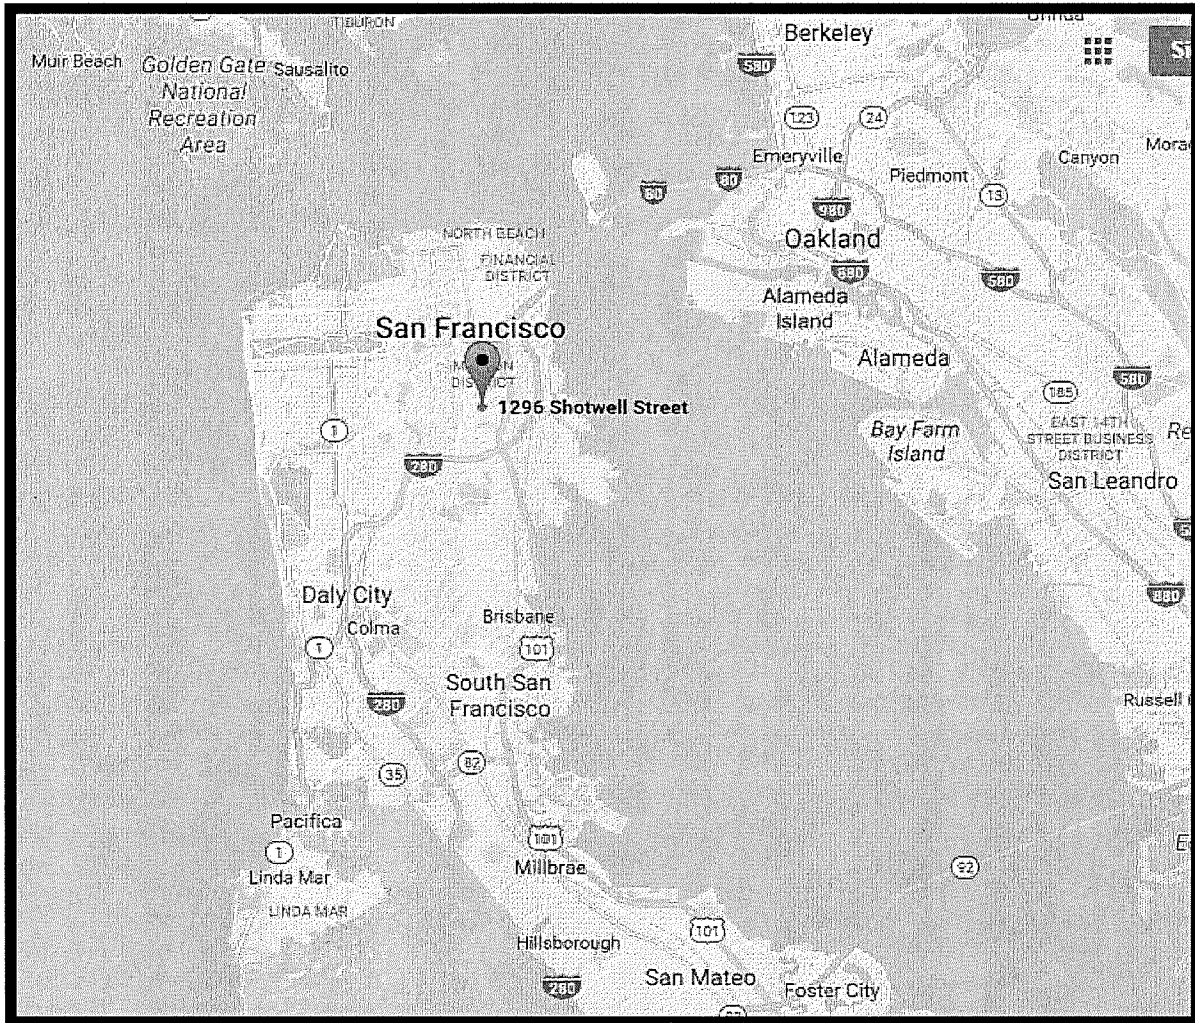 TIBURON
Muir Beach
Golden Gate
National
Recreation
Area
Sausalito
Berkeley
580
123
24
Emeryville
Piedmont
Canyon
80
80
13
980
Oakland
NORTH BEACH
FINANCIAL
DISTRICT
880
580
Alameda
Island
San Francisco
Alameda
DISTRICT
1296 Shotwell Street
580
185
1
Bay Farm
Island
EAST 14TH
STREET BUSINESS
DISTRICT
280
San Leandro
Daly City
880
Brisbane
Colma
1
101
South San
Francisco
280
Russell
82
35
Pacifica
101
1
Millbrae
92
Linda Mar
LINDA MAR
101
Hillsborough
San Mateo
280
Foster City